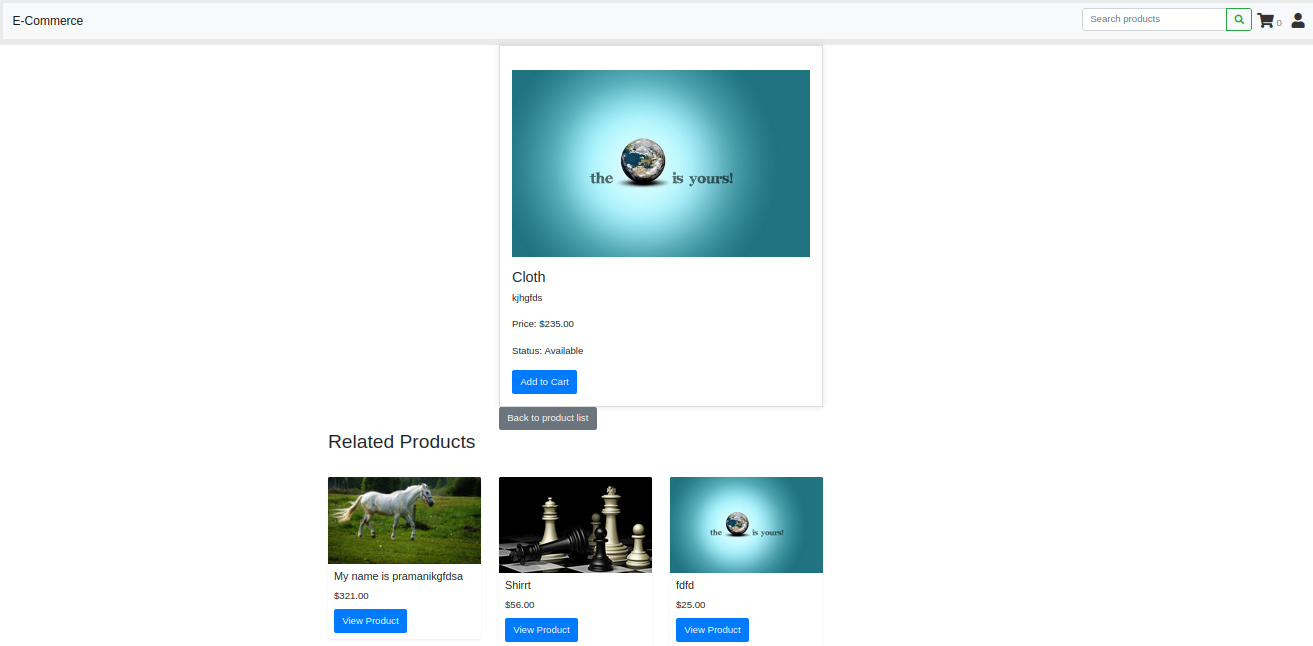 E-Commerce
Search products
0
the is yours!
Cloth
kjhgfds
Price: $235.00
Status: Available
Add to Cart
Back to product list
Related Products
My name is pramanikgfdsa
$321.00
View Product
Shirrt
$56.00
View Product
the is yours!
fdfd
$25.00
View Product